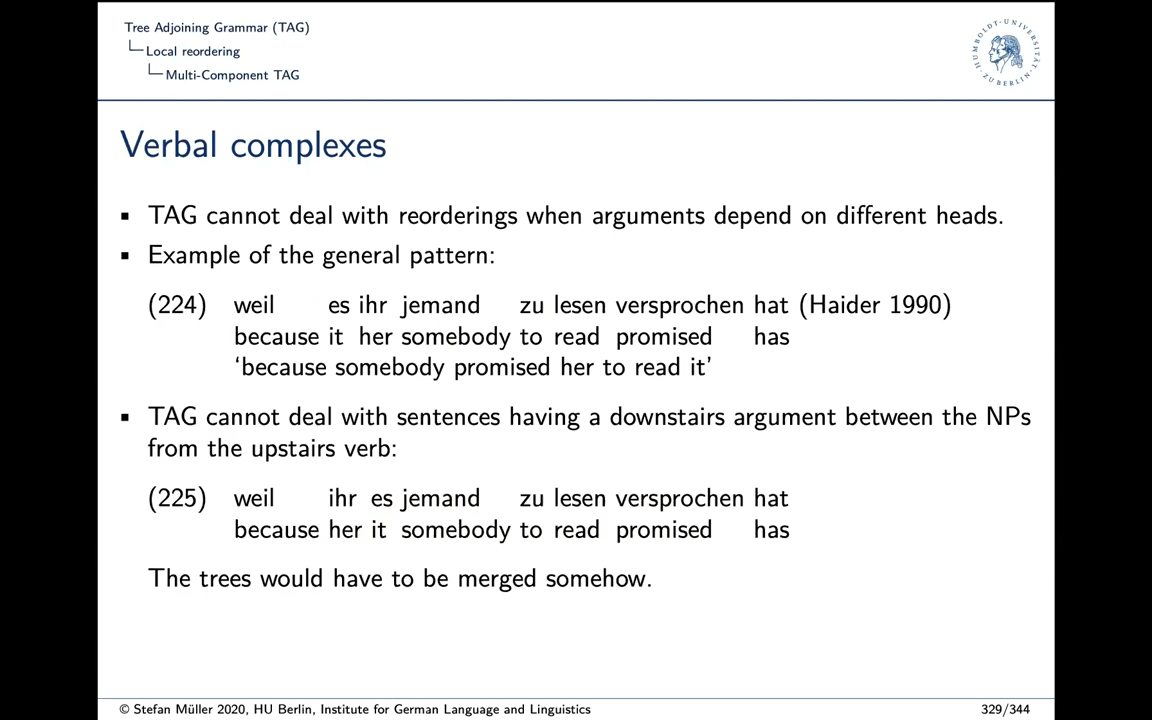 Tree Adjoining Grammar (TAG)
Local reordering
Multi-Component TAG
HUMBOLDT-UNIVERSITÄT ZU BERLIN
Verbal complexes
▪ TAG cannot deal with reorderings when arguments depend on different heads.
▪ Example of the general pattern:
(224) weil es ihr jemand zu lesen versprochen hat (Haider 1990)
because it her somebody to read promised has
‘because somebody promised her to read it’
▪ TAG cannot deal with sentences having a downstairs argument between the NPs
from the upstairs verb:
(225) weil ihr es jemand zu lesen versprochen hat
because her it somebody to read promised has
The trees would have to be merged somehow.
© Stefan Müller 2020, HU Berlin, Institute for German Language and Linguistics
329/344